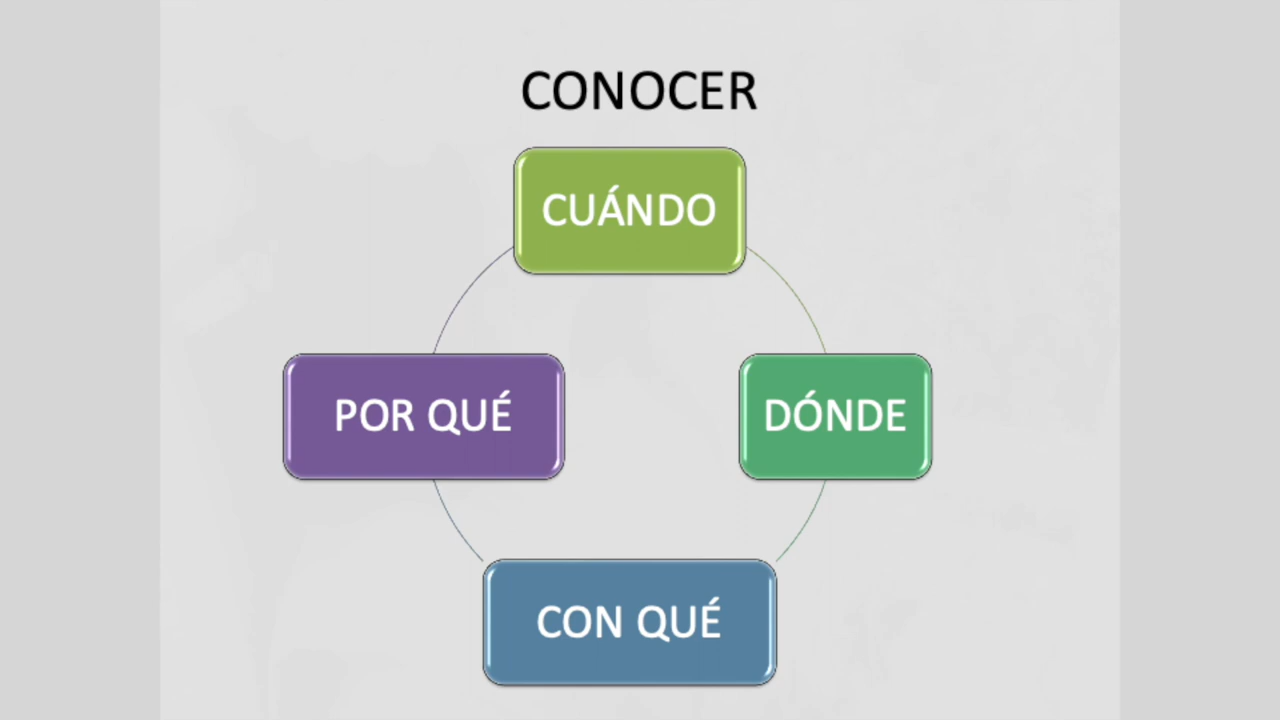 CONOCER
CUÁNDO
POR QUÉ
DÓNDE
CON QUÉ